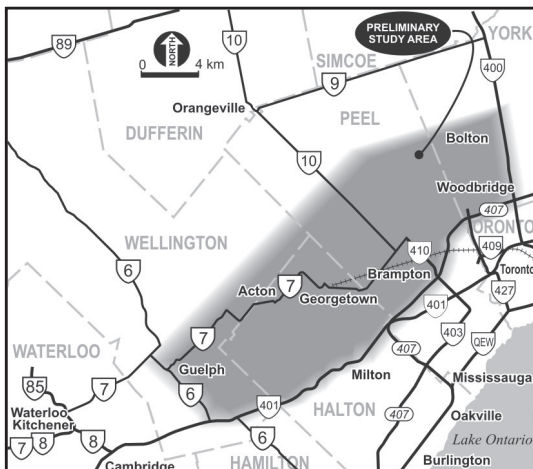 PRELIMINARY
STUDY AREA
YORK
89
NORTH
0 4 km
10
SIMCOE
9
400
Orangeville
PEEL
DUFFERIN
Bolton
10
Woodbridge
407
TORONTO
WELLINGTON
409
410
6
Toronto
Brampton
7
Acton
Georgetown
427
401
7
403
WATERLOO
407
QEW
Guelph
Milton
85
7
6
Mississauga
401
HALTON
407
Waterloo
Kitchener
Oakville
7
8
8
6
Lake Ontario
Cambridge
HAMILTON
Burlington